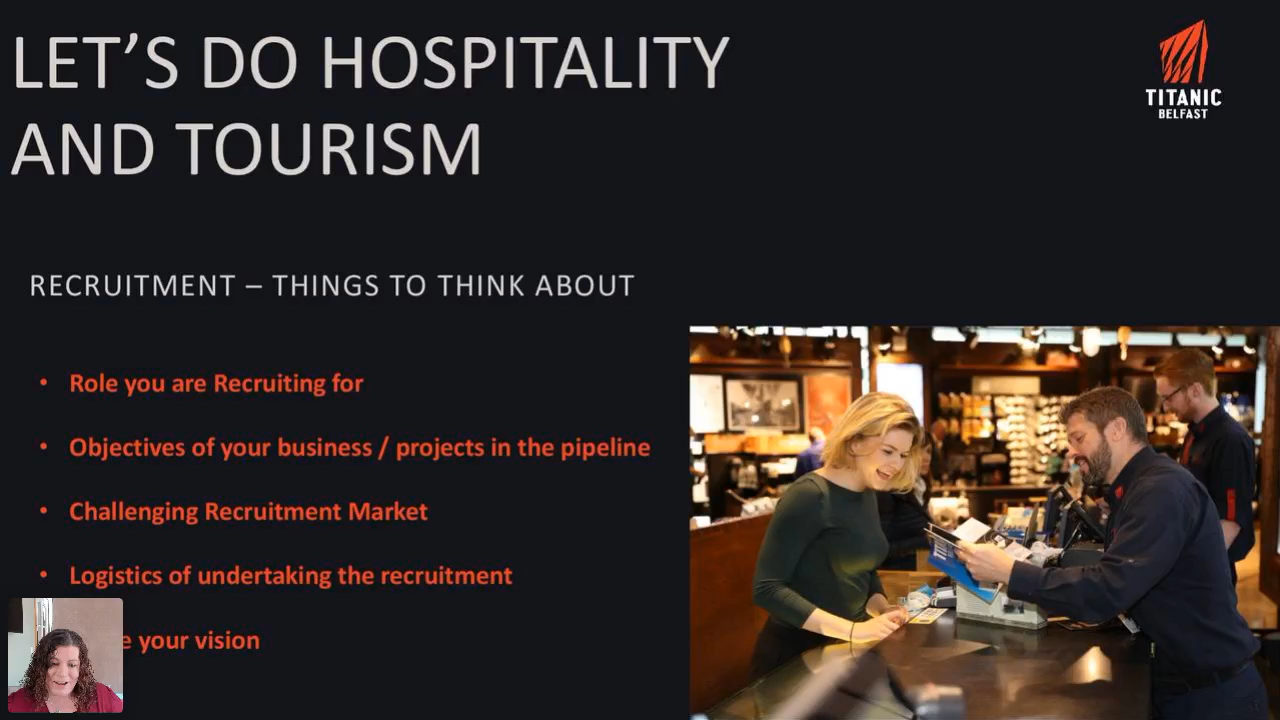 LET’S DO HOSPITALITY
AND TOURISM
TITANIC
BELFAST
RECRUITMENT – THINGS TO THINK ABOUT
• Role you are Recruiting for
• Objectives of your business / projects in the pipeline
• Challenging Recruitment Market
• Logistics of undertaking the recruitment
your vision